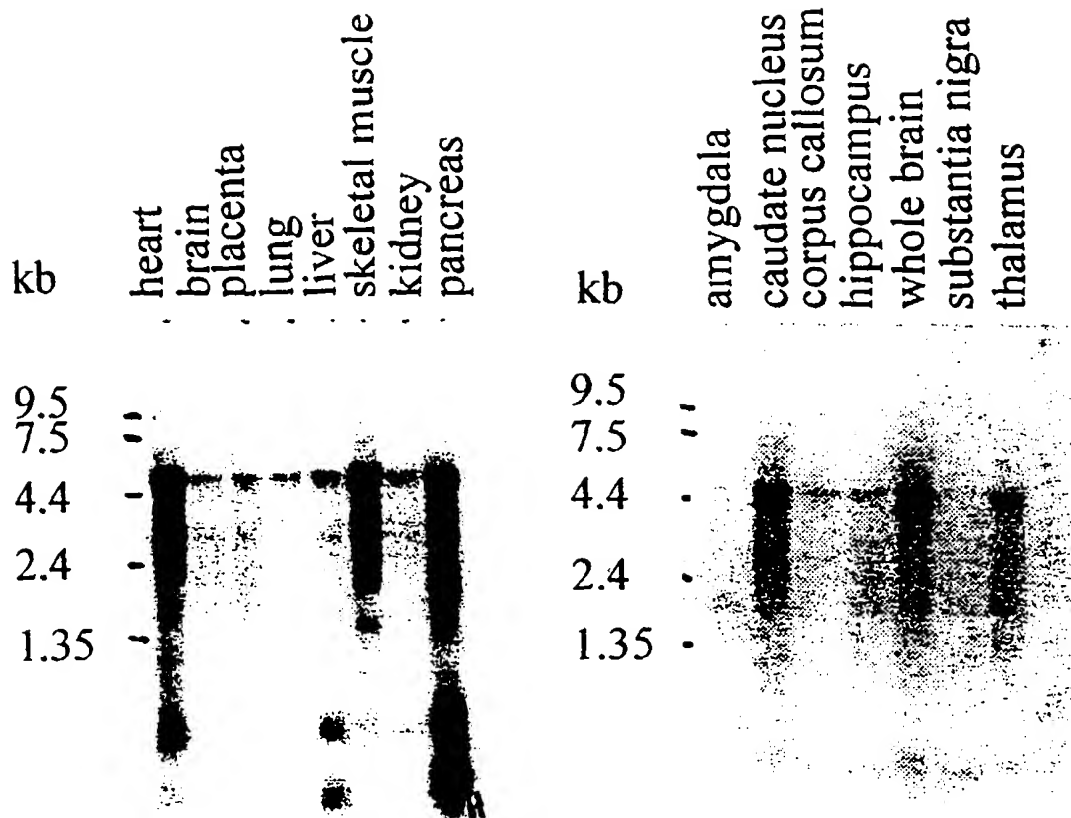 kb
heart
brain
placenta
lung
liver
skeletal muscle
kidney
pancreas
9.5
7.5
4.4
2.4
1.35
kb
amygdala
caudate nucleus
corpus callosum
hippocampus
whole brain
substantia nigra
thalamus
9.5
7.5
4.4
2.4
1.35